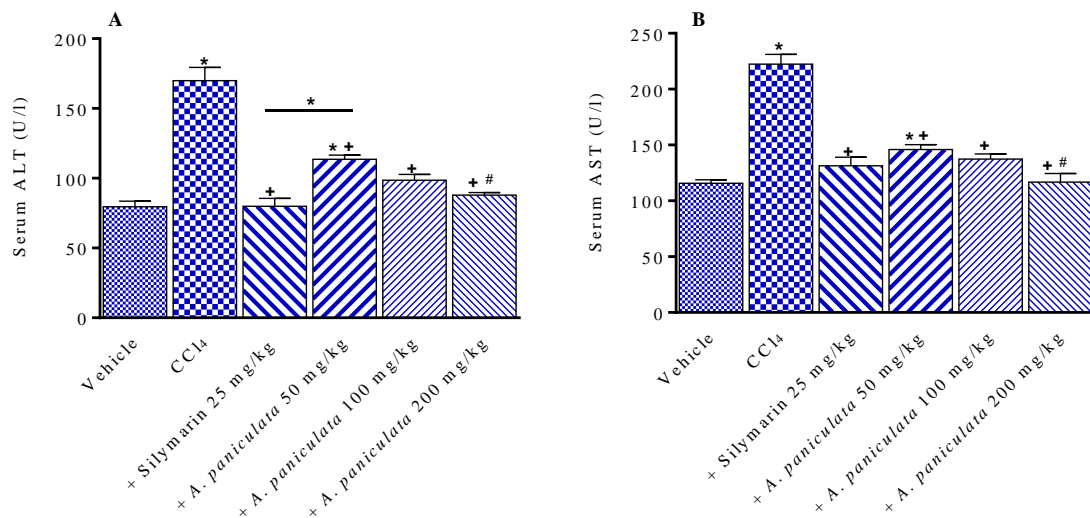 A
Serum ALT (U/l)
200
150
100
50
0
*
*
+
* +
+
+ #
Vehicle
CCl4
+ Silymarin 25 mg/kg
+ A. paniculata 50 mg/kg
+ A. paniculata 100 mg/kg
+ A. paniculata 200 mg/kg
B
Serum AST (U/l)
250
200
150
100
50
0
*
+
* +
+
+ #
Vehicle
CCl4
+ Silymarin 25 mg/kg
+ A. paniculata 50 mg/kg
+ A. paniculata 100 mg/kg
+ A. paniculata 200 mg/kg